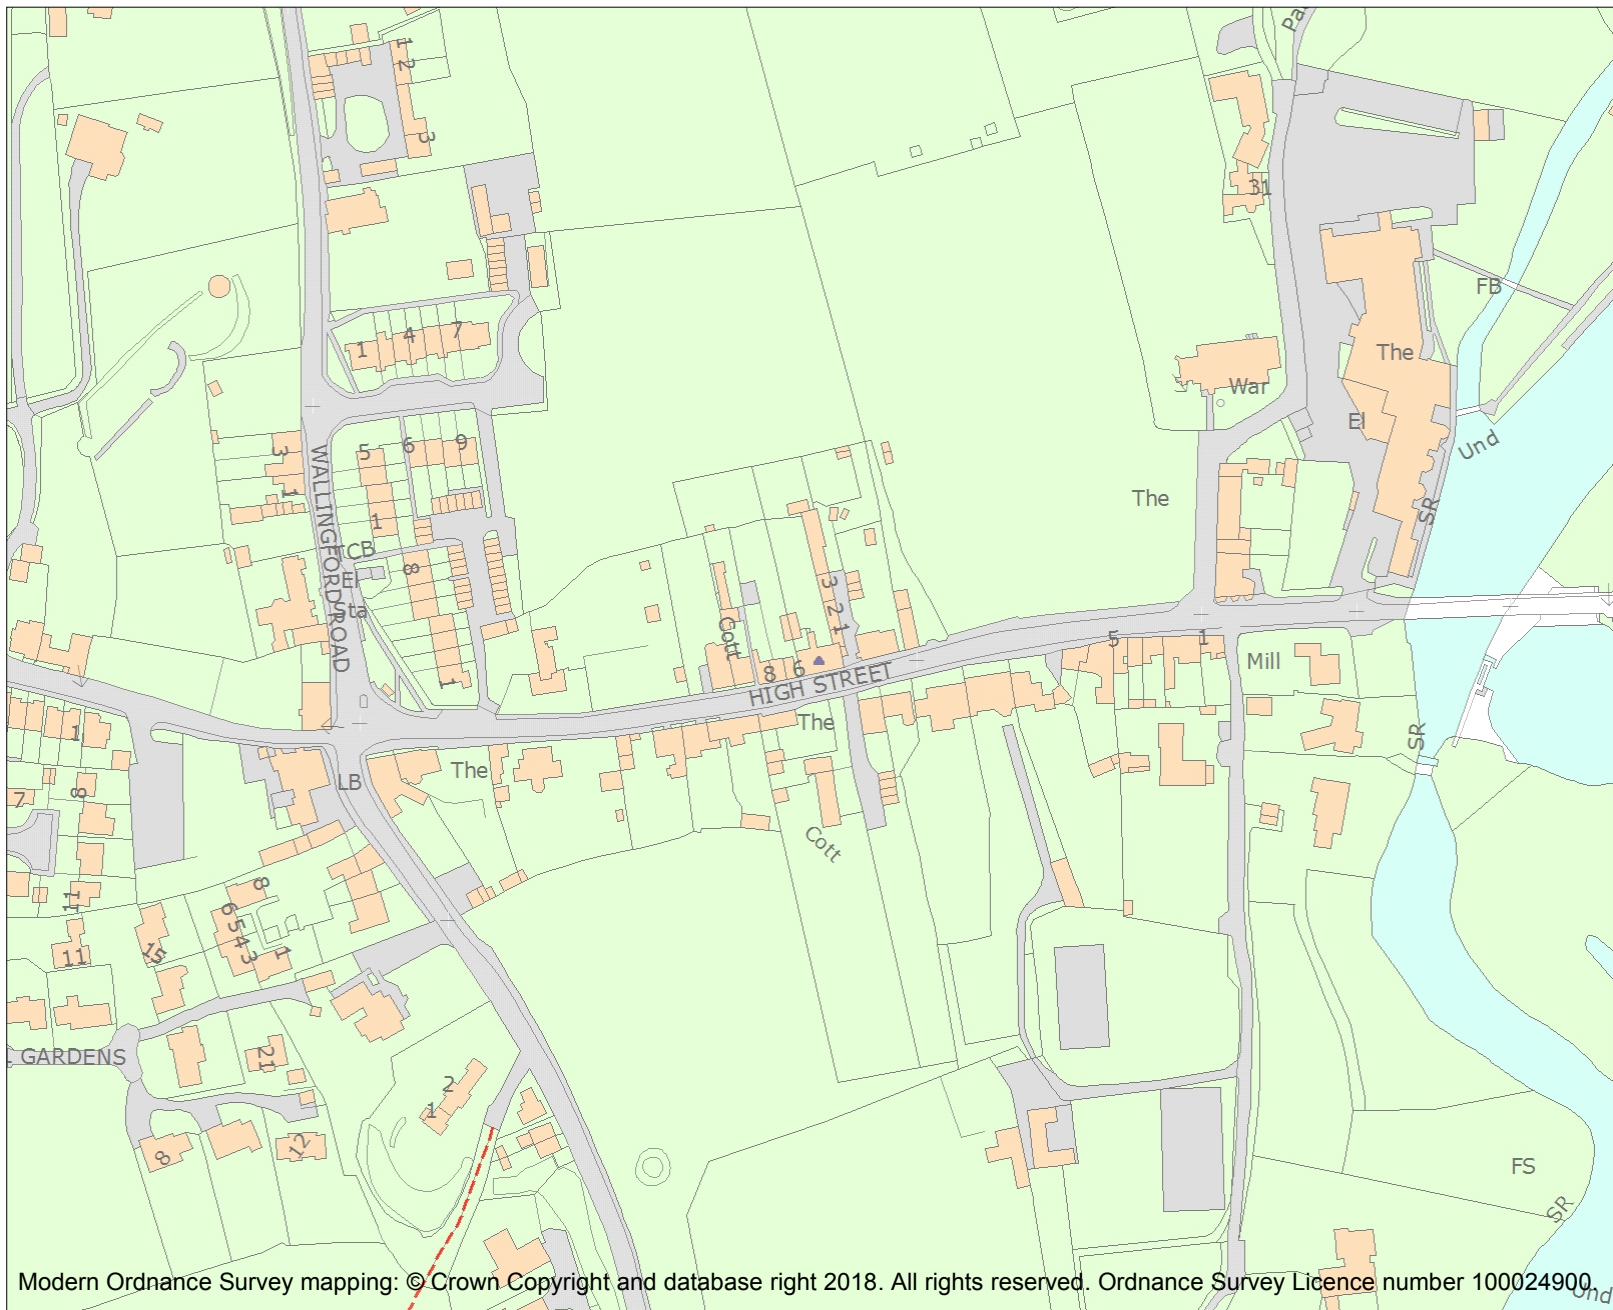 Pa
1 2
3
31
FB
The
War
El
Und
The
SR
1
4
7
5
6
9
3
1
1
WALLINGFORD ROAD
TCB
El
Sta
8
1
3 2 1
Cott
8
6
HIGH STREET
5
1
Mill
The
The
LB
Cott
SR
1
8
7
11
11
15
8
6 5 4 3
1
GARDENS
21
2
1
8
12
FS
SR
Und
Modern Ordnance Survey mapping: © Crown Copyright and database right 2018. All rights reserved. Ordnance Survey Licence number 100024900.